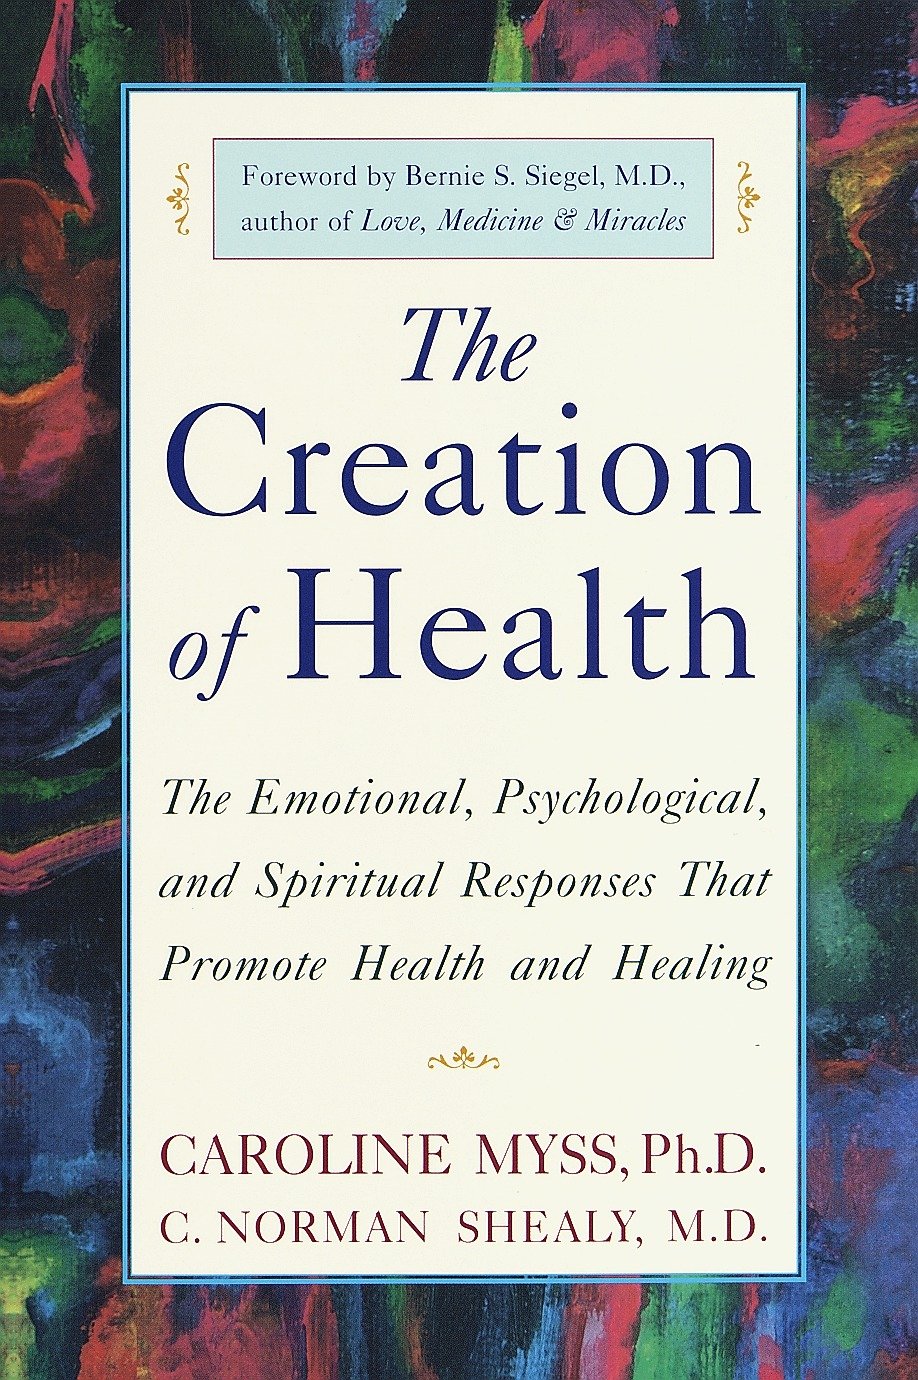 Foreword by Bernie S. Siegel, M.D.,
author of Love, Medicine & Miracles
The
Creation
of Health
The Emotional, Psychological,
and Spiritual Responses That
Promote Health and Healing
CAROLINE MYSS, Ph.D.
C. NORMAN SHEALY, M.D.